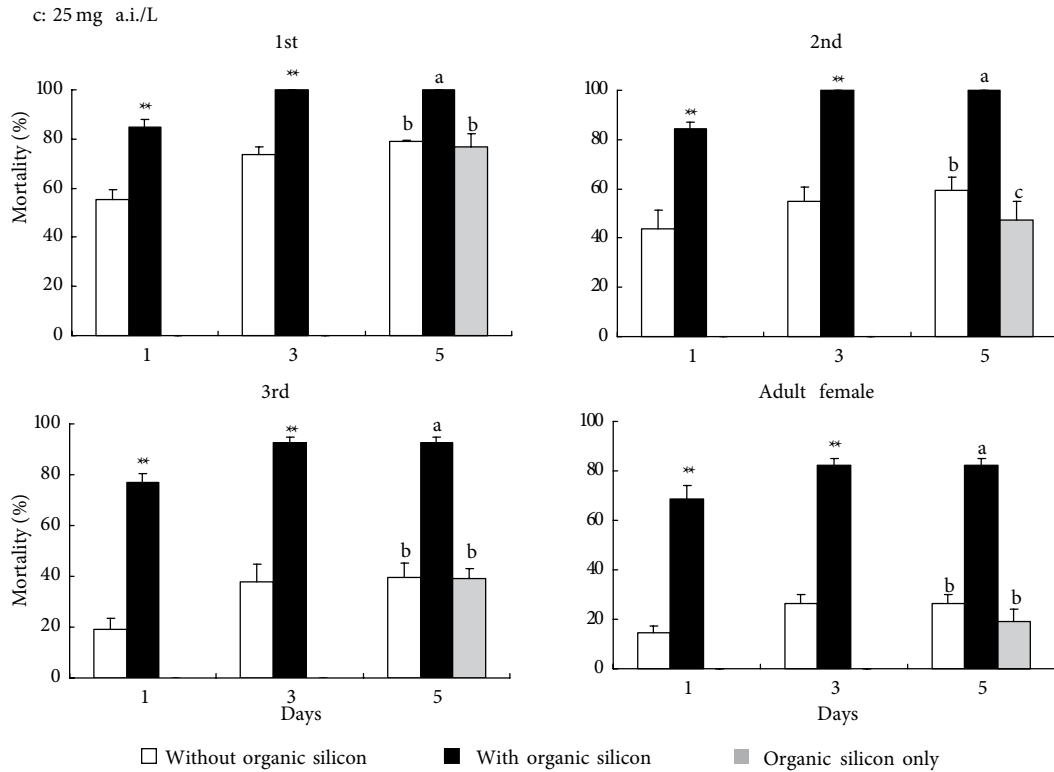 c: 25 mg a.i./L
1st
2nd
Mortality (%)
100
80
60
40
20
0
**
**
a
b
b
1
3
5
100
80
60
40
20
0
**
**
a
b
c
1
3
5
3rd
Adult female
Mortality (%)
100
80
60
40
20
0
**
**
a
b
b
1
3
5
Days
100
80
60
40
20
0
**
**
a
b
b
1
3
5
Days
Without organic silicon
With organic silicon
Organic silicon only